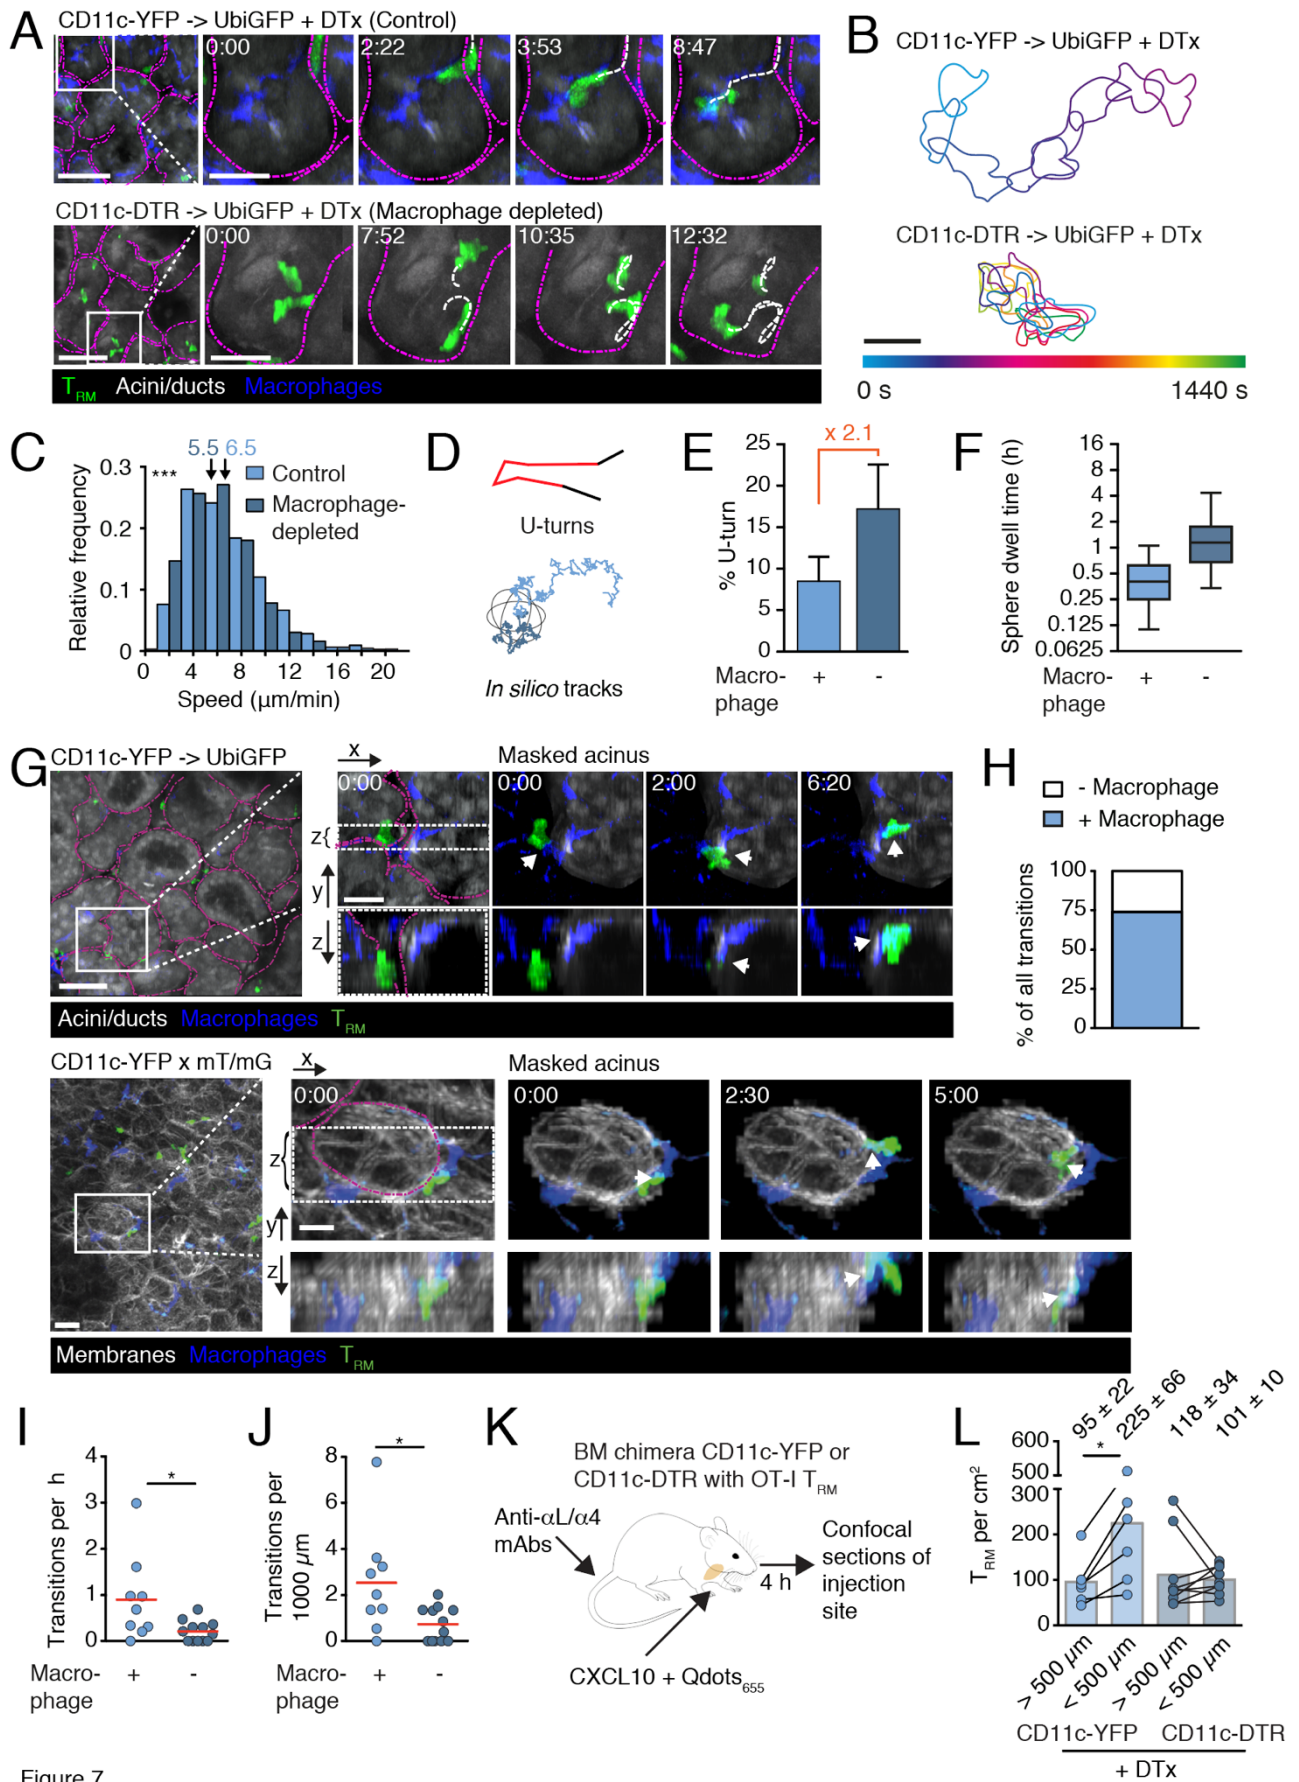 A
CD11c-YFP -> UbiGFP + DTx (Control)
0:00
2:22
3:53
8:47
CD11c-DTR -> UbiGFP + DTx (Macrophage depleted)
0:00
7:52
10:35
12:32
TRM Acini/ducts Macrophages
B
CD11c-YFP -> UbiGFP + DTx
CD11c-DTR -> UbiGFP + DTx
0 s
1440 s
C
5.5 6.5
***
Control
Macrophage-
depleted
Relative frequency
0.3
0.2
0.1
0
0 4 8 12 16 20
Speed (µm/min)
D
U-turns
In silico tracks
E
x 2.1
% U-turn
25
20
15
10
5
0
Macro-
phage
+ -
F
Sphere dwell time (h)
16
8
4
2
1
0.5
0.25
0.125
0.0625
Macro-
phage
+ -
G
CD11c-YFP -> UbiGFP
x
Masked acinus
0:00
0:00
2:00
6:20
z{
y
z
Acini/ducts Macrophages TRM
CD11c-YFP x mT/mG
x
Masked acinus
0:00
0:00
2:30
5:00
z{
y
z
Membranes Macrophages TRM
H
- Macrophage
+ Macrophage
% of all transitions
100
75
50
25
0
I
Transitions per h
4
3
2
1
0
*
Macro-
phage
+ -
J
Transitions per
1000 µm
8
6
4
2
0
*
Macro-
phage
+ -
K
BM chimera CD11c-YFP or
CD11c-DTR with OT-I TRM
Anti-αL/α4
mAbs
4 h
Confocal
sections of
injection
site
CXCL10 + Qdots655
L
95 ± 22
225 ± 66
118 ± 34
101 ± 10
TRM per cm²
600
500
300
200
100
0
*
> 500 µm
< 500 µm
> 500 µm
< 500 µm
CD11c-YFP CD11c-DTR
+ DTx
Figure 7